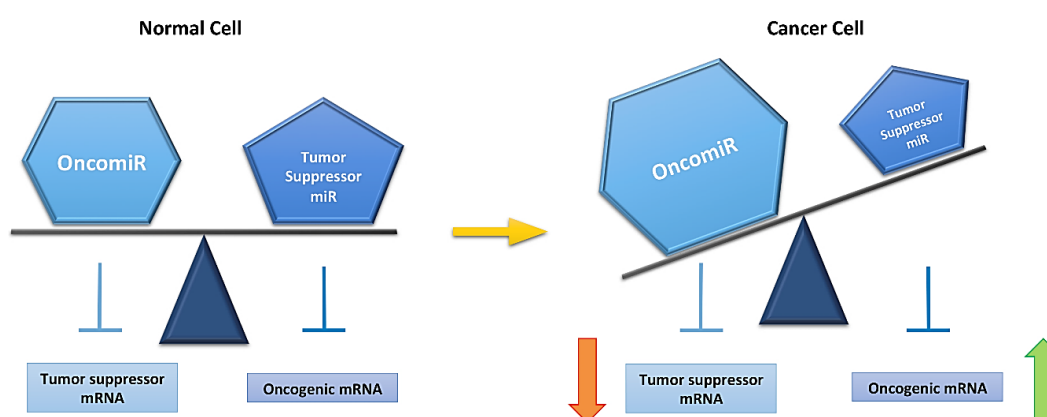 Normal Cell
OncomiR
Tumor
Suppressor
miR
Tumor suppressor
mRNA
Oncogenic mRNA
Cancer Cell
OncomiR
Tumor
Suppressor
miR
Tumor suppressor
mRNA
Oncogenic mRNA